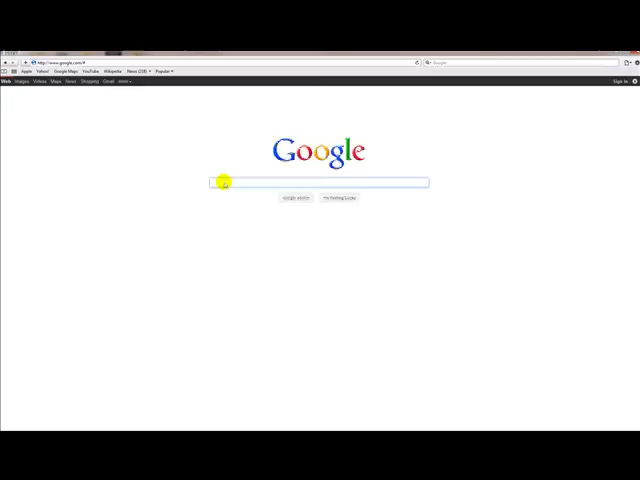 http://www.google.com/#
Google
Apple Yahoo! Google Maps YouTube Wikipedia News (218) Popular
Web Images Videos Maps News Shopping Gmail more Sign in
Google
Google Search I'm Feeling Lucky